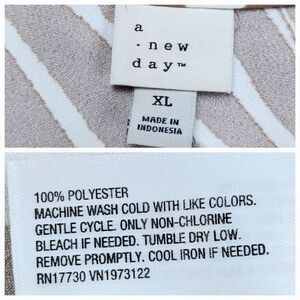 a
· new
day™
XL
MADE IN
INDONESIA
100% POLYESTER
MACHINE WASH COLD WITH LIKE COLORS.
GENTLE CYCLE. ONLY NON-CHLORINE
BLEACH IF NEEDED. TUMBLE DRY LOW.
REMOVE PROMPTLY. COOL IRON IF NEEDED.
RN17730 VN1973122